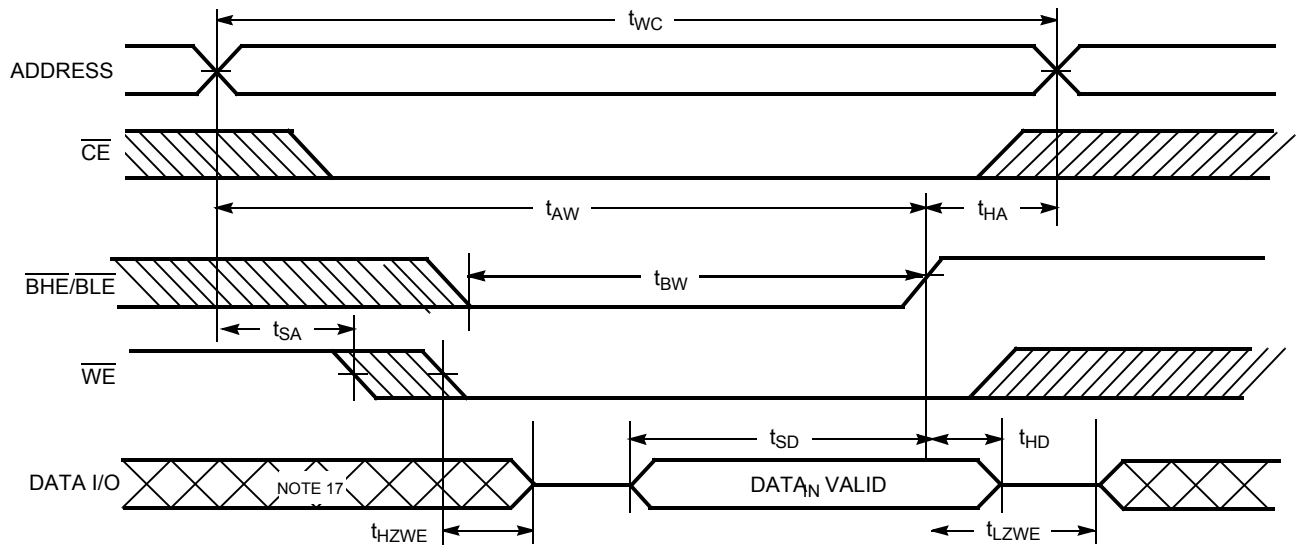 tWC
ADDRESS
CE
tAW
tHA
BHE/BLE
tBW
tSA
WE
tSD
tHD
DATA I/O
NOTE 17
DATAIN VALID
tHZWE
tLZWE